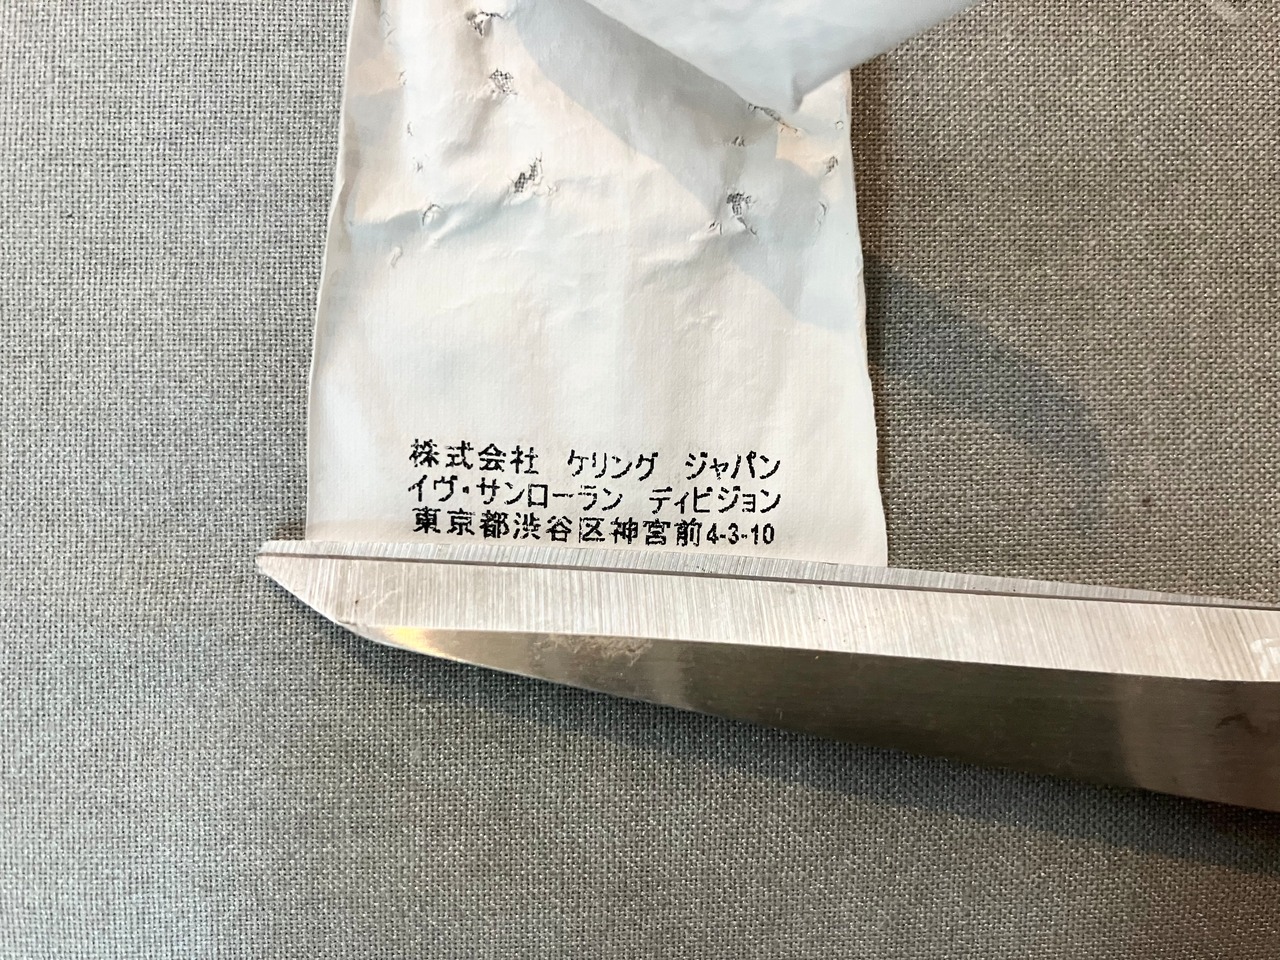 株式会社 ケリング ジャパン
イヴ・サンローラン ディビジョン
東京都渋谷区神宮前4-3-10